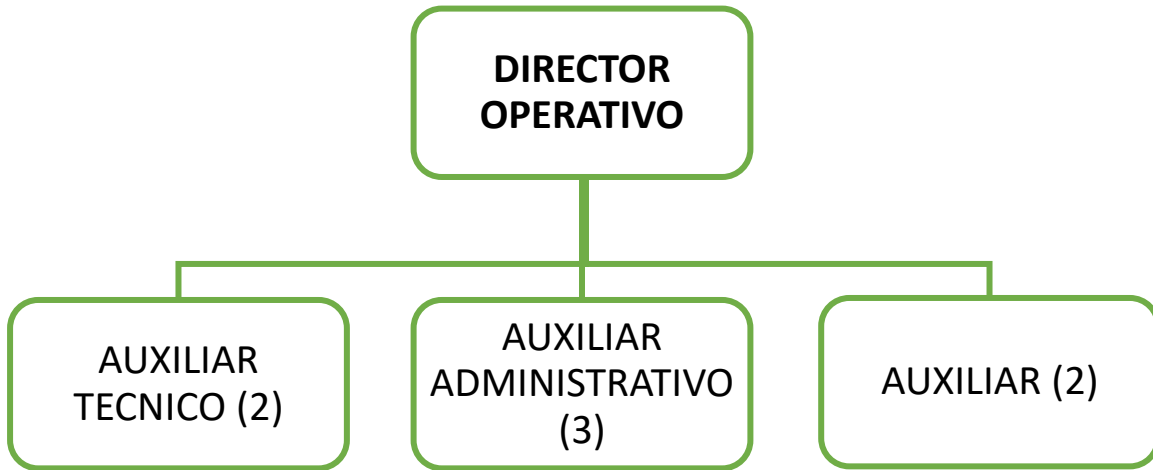 DIRECTOR
OPERATIVO
AUXILIAR
TECNICO (2)
AUXILIAR
ADMINISTRATIVO
(3)
AUXILIAR (2)